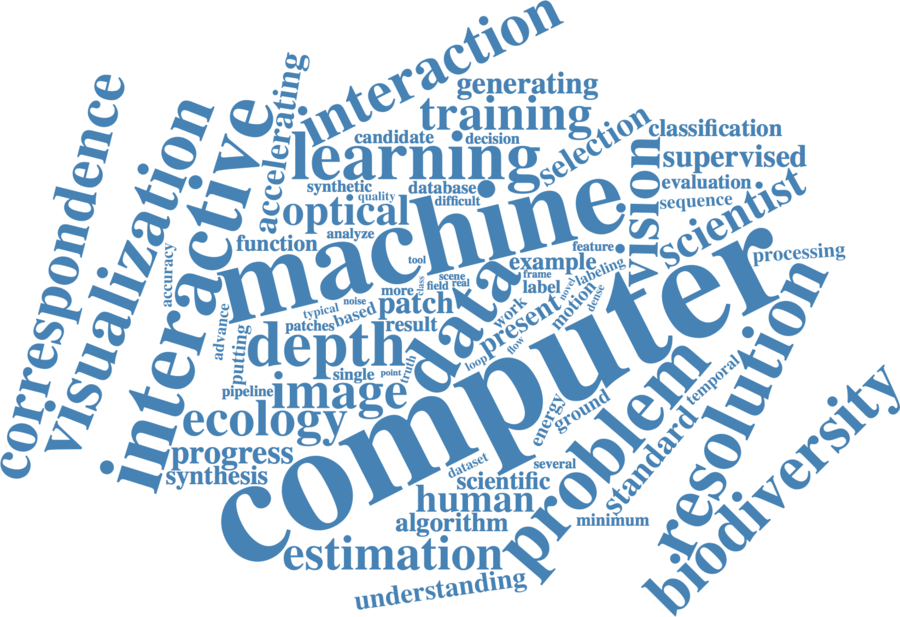 correspondence
visualization
interactive
accelerating
interaction
generating
training
candidate
decision
learning
selection
classification
supervised
evaluation
sequence
scientist
vision
synthetic
quality
database
difficult
optical
analyze
function
machine
accuracy
tool
feature
example
processing
more
class
field
scene
real
frame
label
novel
labeling
dense
motion
data
work
present
patch
typical
noise
based
patches
result
advance
putting
depth
truth
loop
flow
computer
single
point
pipeline
image
ecology
progress
synthesis
energy
ground
problem
standard
temporal
resolution
biodiversity
dataset
several
scientific
human
algorithm
minimum
estimation
understanding